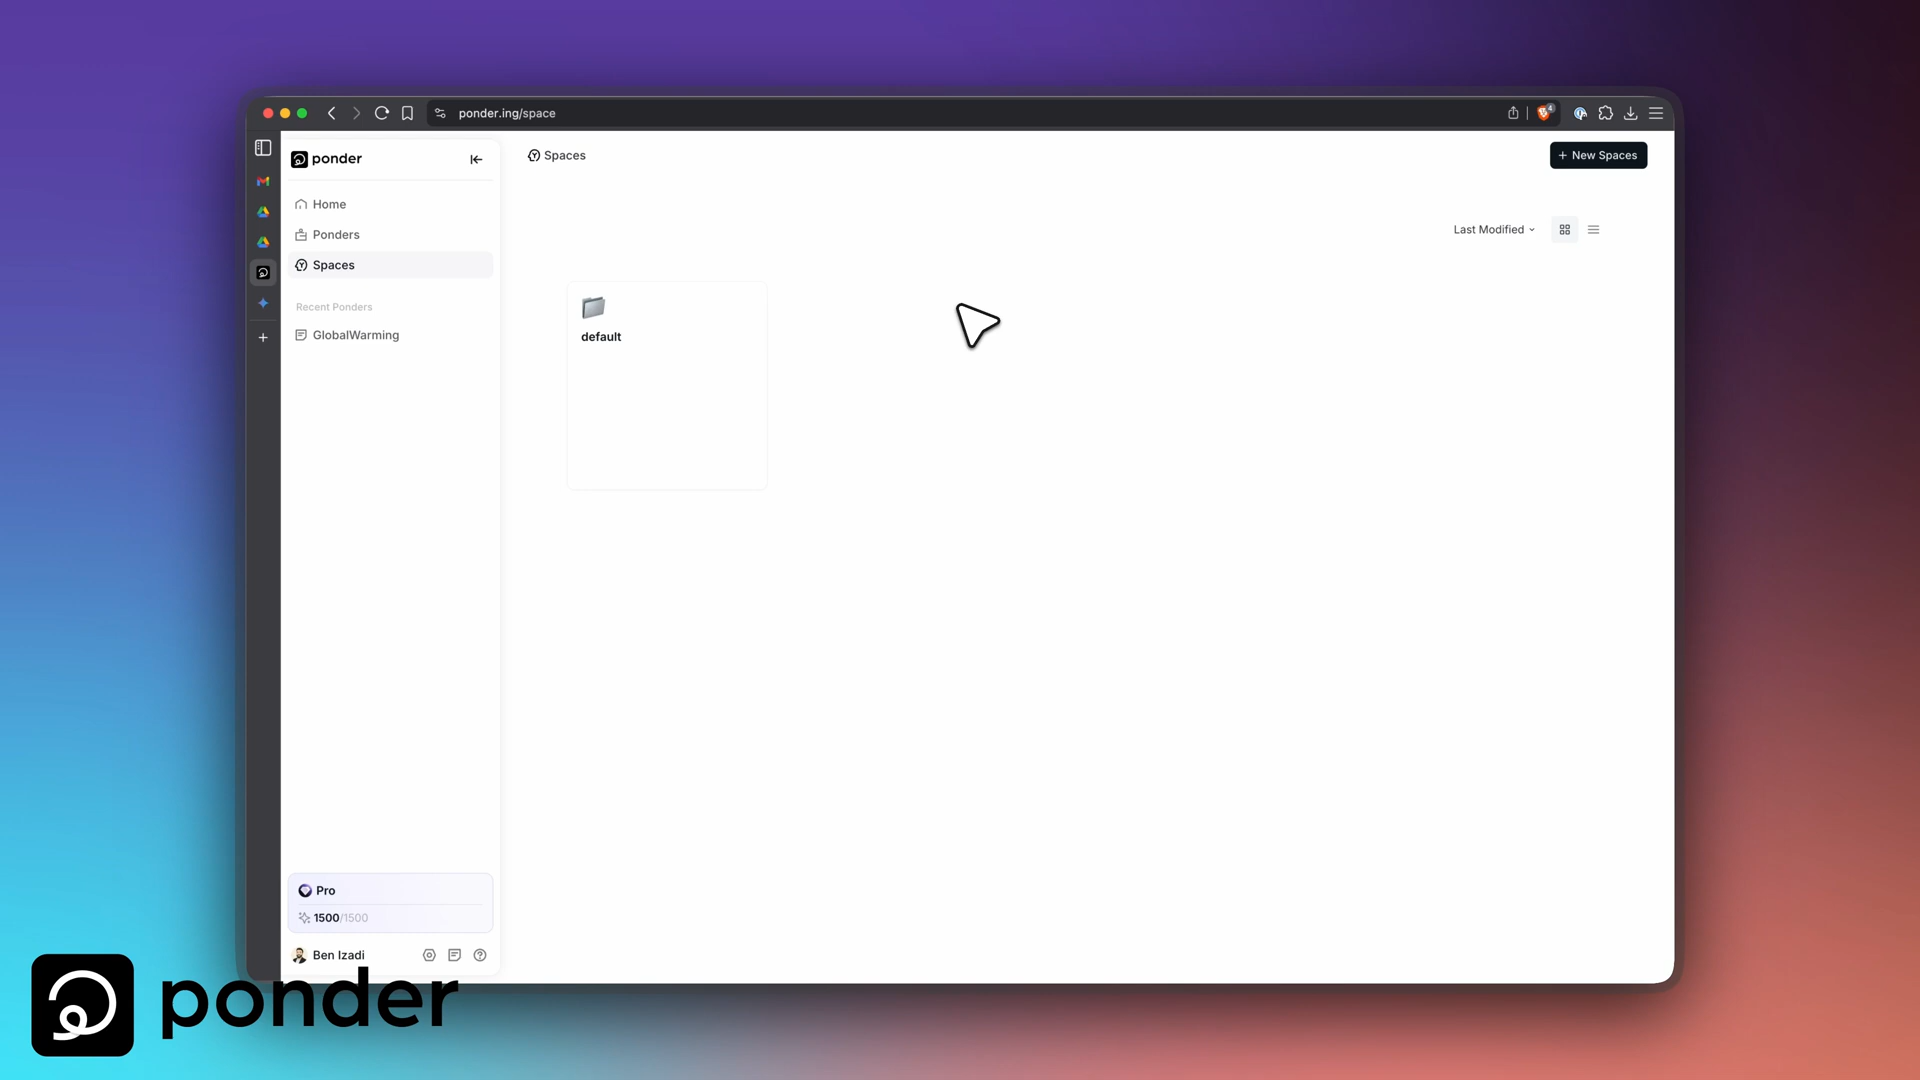 ponder.ing/space
4
ponder
Spaces
+ New Spaces
Home
Ponders
Spaces
Last Modified
Recent Ponders
GlobalWarming
default
Pro
1500/1500
Ben Izadi
ponder